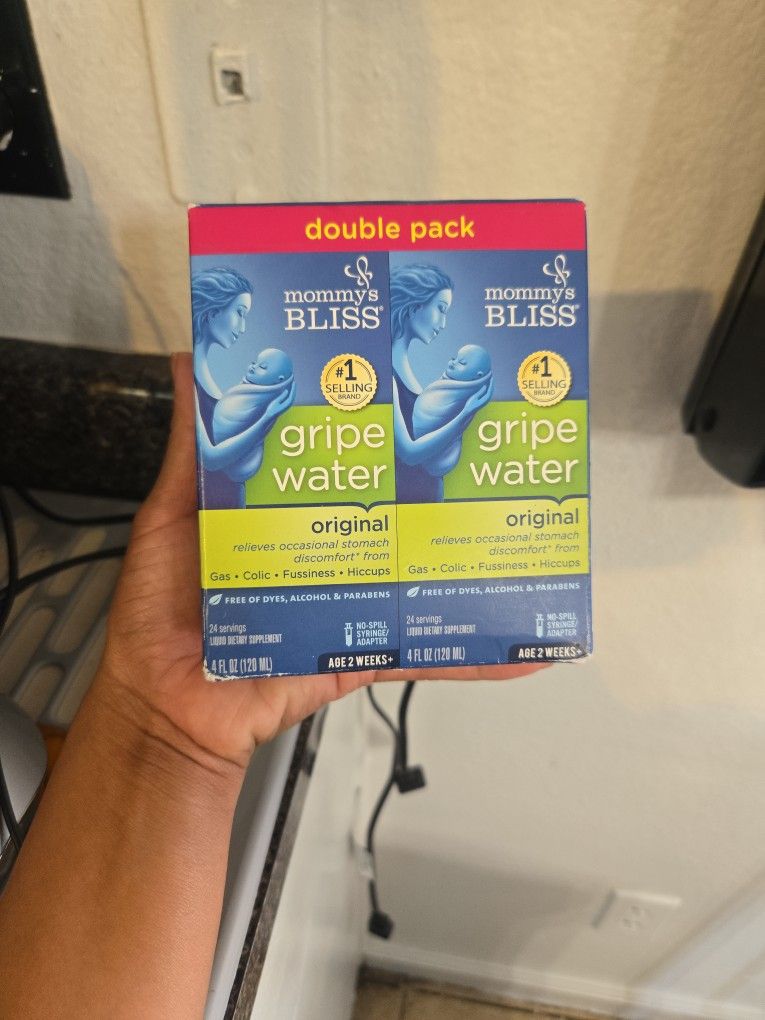 double pack
mommy's
BLISS®
#1
SELLING
BRAND
gripe
water
original
relieves occasional stomach
discomfort* from
Gas • Colic • Fussiness • Hiccups
FREE OF DYES, ALCOHOL & PARABENS
24 servings
LIQUID DIETARY SUPPLEMENT
NO-SPILL
SYRINGE/
ADAPTER
4 FL OZ (120 ML)
AGE 2 WEEKS+
mommy's
BLISS®
#1
SELLING
BRAND
gripe
water
original
relieves occasional stomach
discomfort* from
Gas • Colic • Fussiness • Hiccups
FREE OF DYES, ALCOHOL & PARABENS
24 servings
LIQUID DIETARY SUPPLEMENT
NO-SPILL
SYRINGE/
ADAPTER
4 FL OZ (120 ML)
AGE 2 WEEKS+